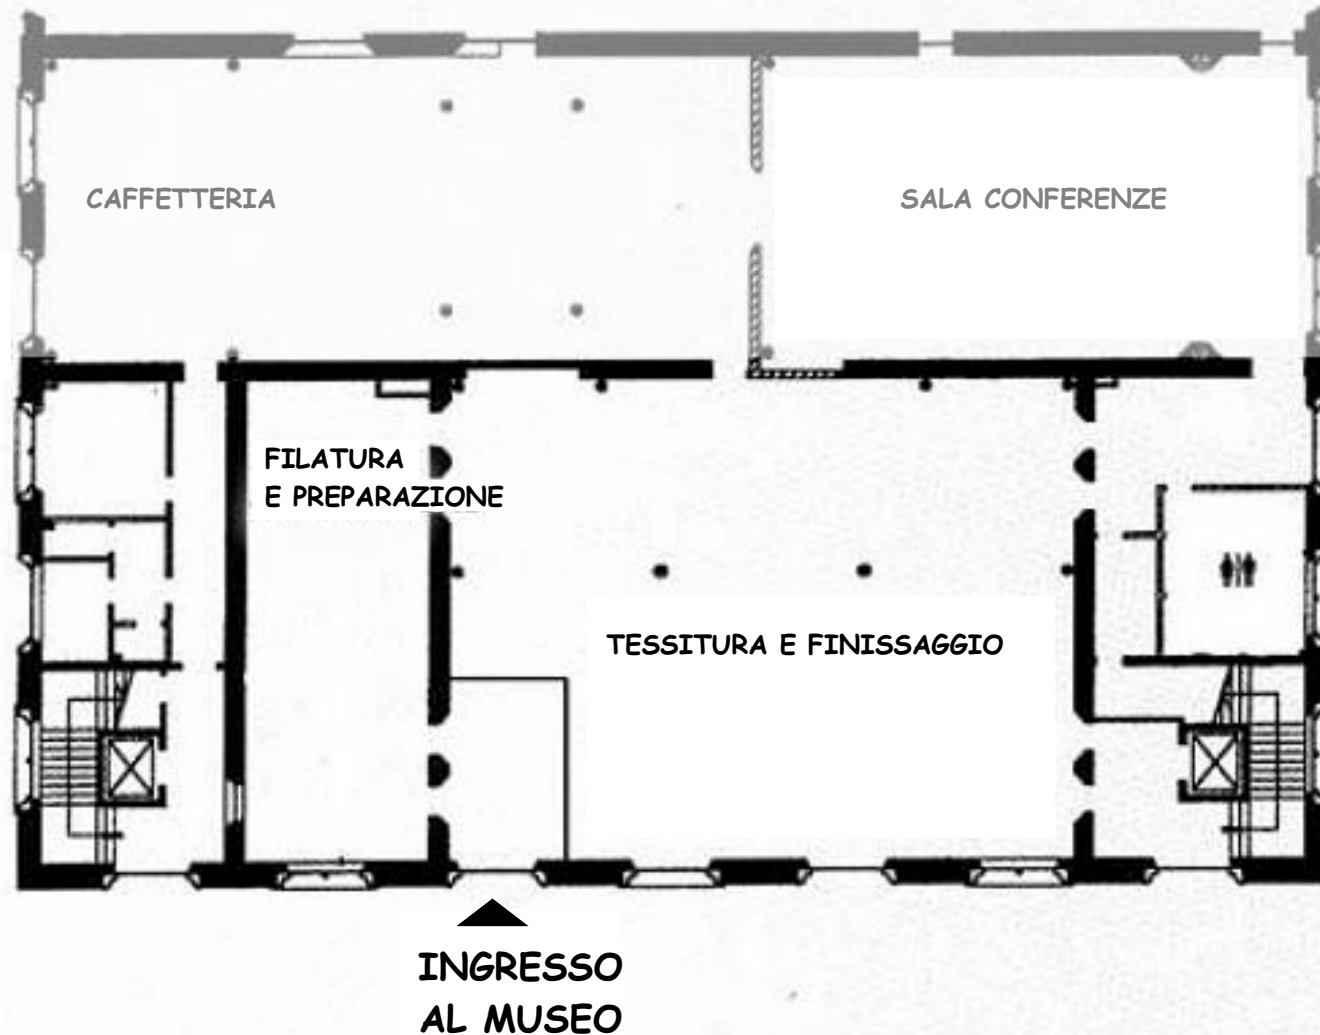 CAFFETTERIA
SALA CONFERENZE
FILATURA
E PREPARAZIONE
TESSITURA E FINISSAGGIO
INGRESSO
AL MUSEO